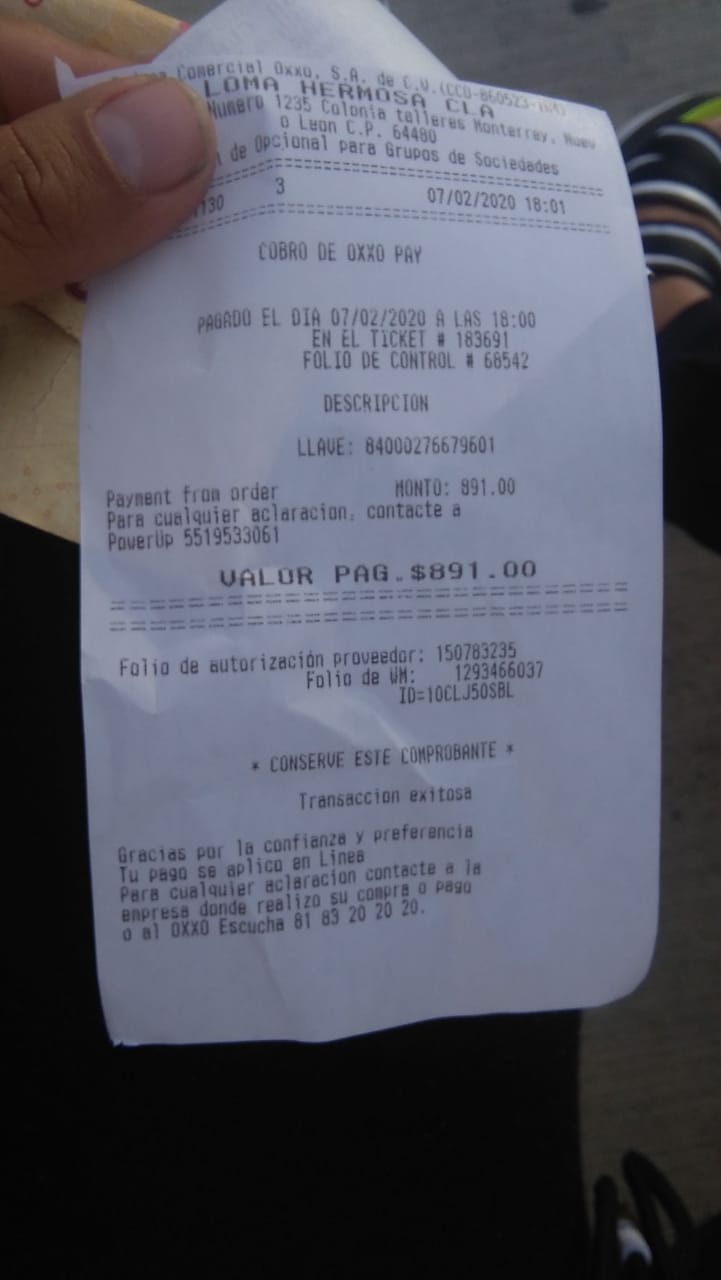 Comercial Oxxo, S.A. de C.V.(CCO-860523-
LOMA HERMOSA CLA
Numero 1235 Colonia talleres Monterrey, Nuev
o Leon C.P. 64480
de Opcional para Grupos de Sociedades
3 07/02/2020 18:01
COBRO DE OXXO PAY
PAGADO EL DIA 07/02/2020 A LAS 18:00
EN EL TICKET # 183691
FOLIO DE CONTROL # 68542
DESCRIPCION
LLAVE: 84000276679601
Payment from order MONTO: 891.00
Para cualquier aclaracion, contacte a
PowerUp 5519533061
VALOR PAG.$891.00
Folio de autorización proveedor: 150783235
Folio de WM: 1293466037
ID=10CLJ50SBL
* CONSERVE ESTE COMPROBANTE *
Transaccion exitosa
Gracias por la confianza y preferencia
Tu pago se aplico en Linea
Para cualquier aclaracion contacte a la
empresa donde realizo su compra o pago
o al OXXO Escucha 81 83 20 20 20.